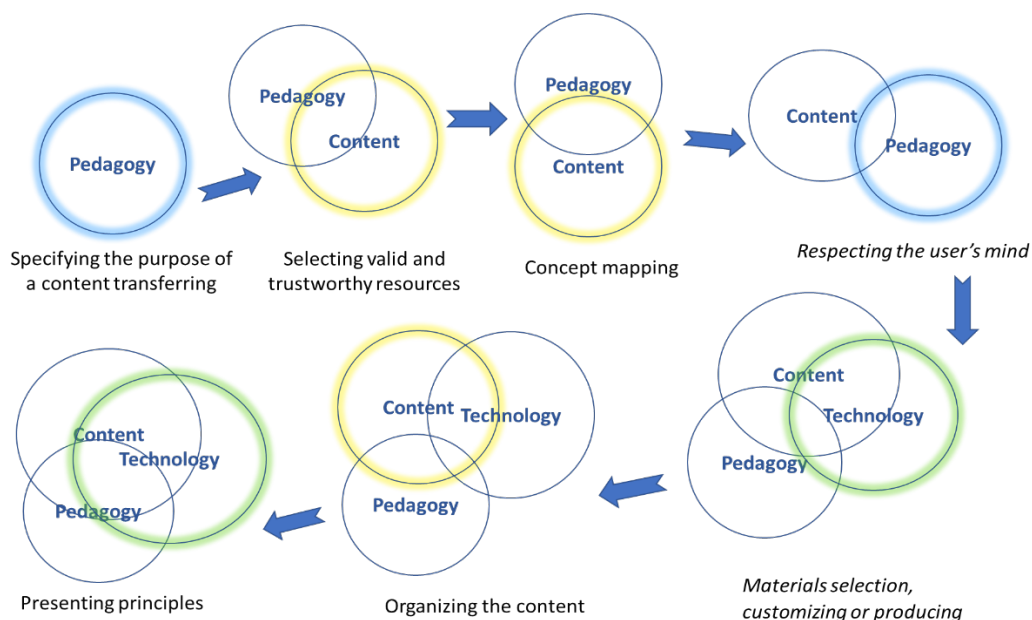 Pedagogy
Specifying the purpose of
a content transferring
Pedagogy
Content
Selecting valid and
trustworthy resources
Pedagogy
Content
Concept mapping
Content
Pedagogy
Respecting the user’s mind
Content
Technology
Pedagogy
Materials selection,
customizing or producing
Content
Technology
Pedagogy
Organizing the content
Content
Technology
Pedagogy
Presenting principles